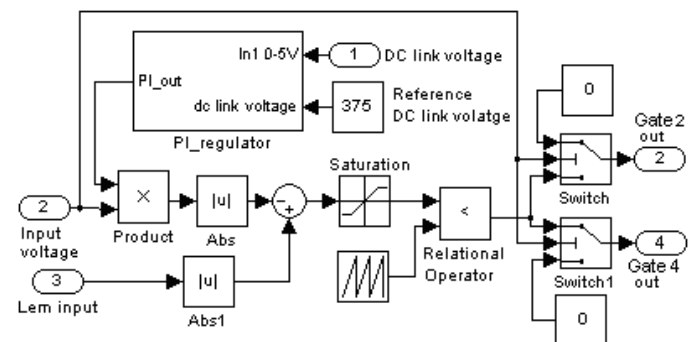 In1 0-5V
1
DC link voltage
PI_out
dc link voltage
375
Reference
DC link volatge
PI_regulator
0
Gate2
out
2
Saturation
Switch
2
Input
voltage
×
Product
|u|
Abs
-
+
<
Relational
Operator
4
Gate 4
out
Switch1
3
Lem input
|u|
Abs1
0